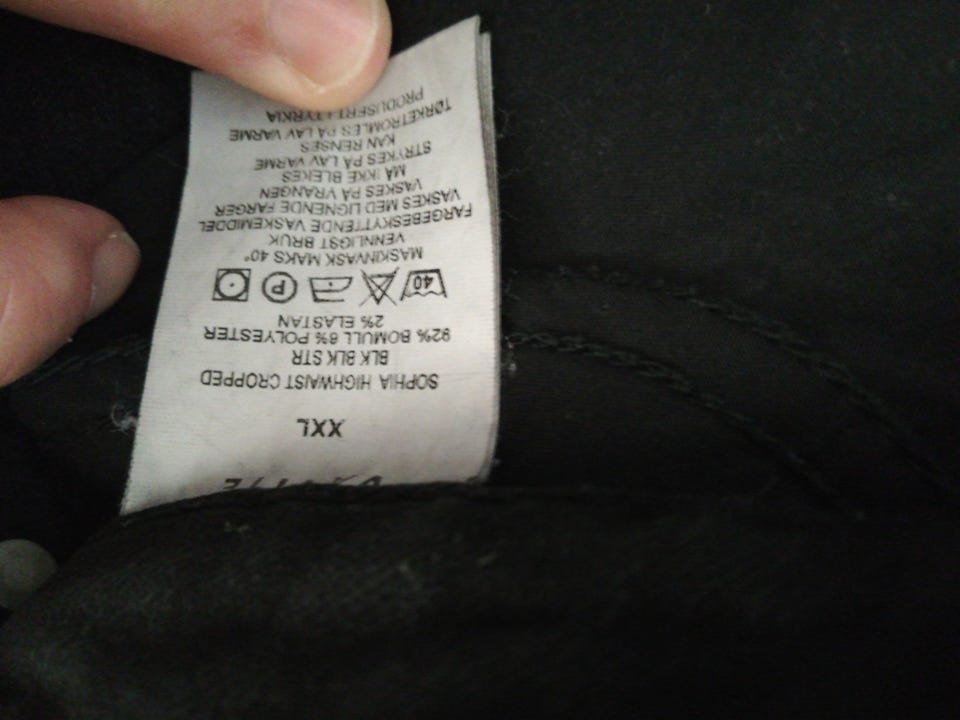 XXL
SOPHIA HIGHWAIST CROPPED
BLK BLK STR
92% BOMULL 6% POLYESTER
2% ELASTAN
40 P
MASKINVASK MAKS 40°
VENNLIGST BRUK
FARGEBESKYTTENDE VASKEMIDDEL
VASKES MED LIGNENDE FARGER
VASKES PÅ VRANGEN
MÅ IKKE BLEKES
STRYKES PÅ LAV VARME
KAN RENSES
TØRKETROMLES PÅ LAV VARME
PRODUSERT I TYRKIA